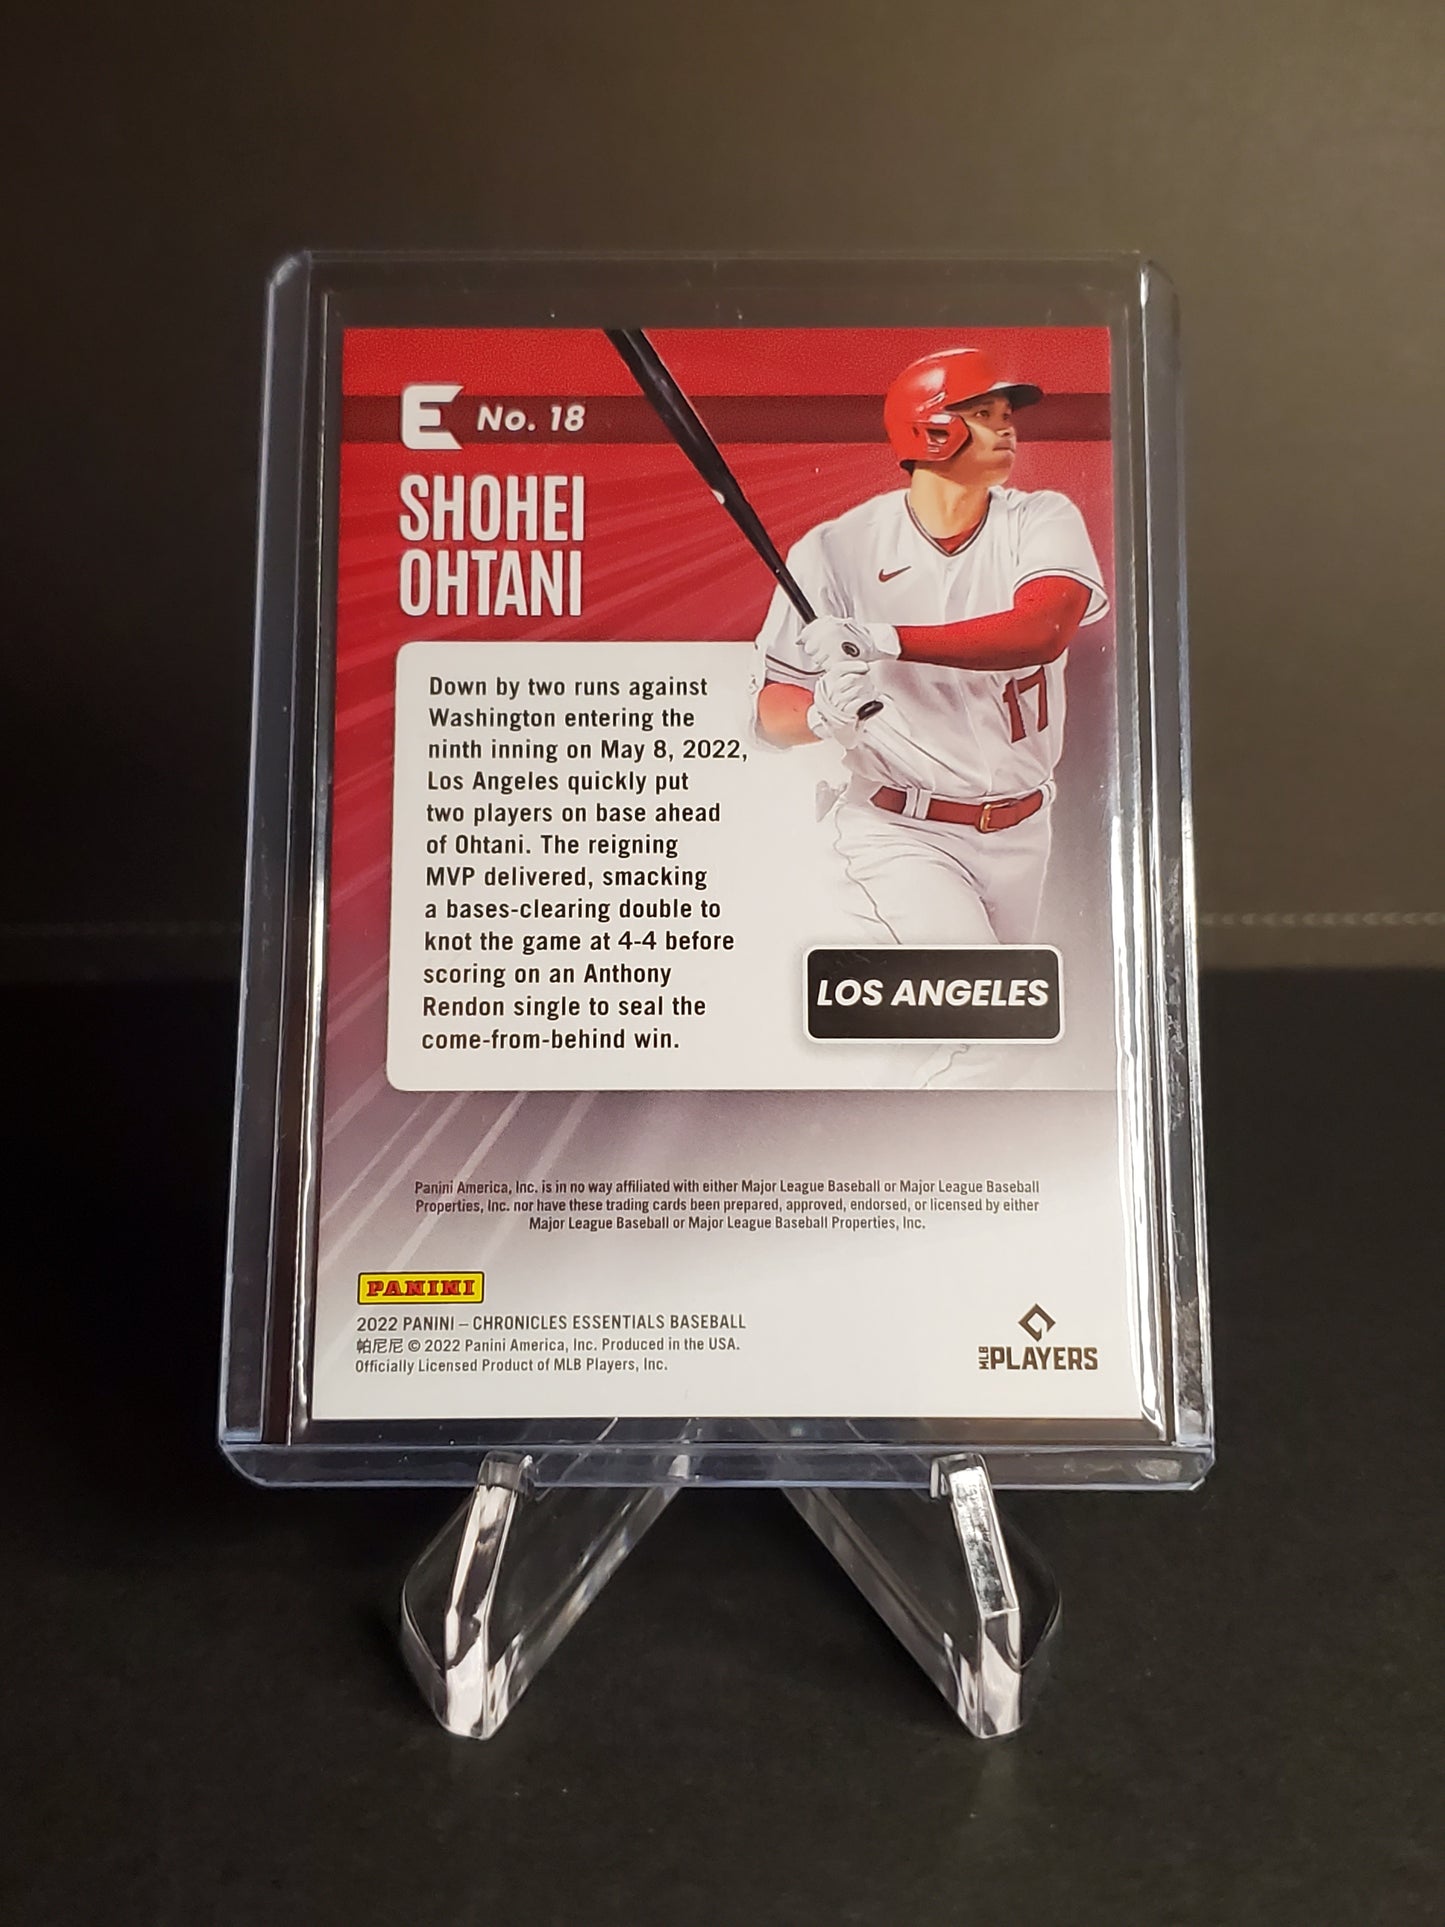 E No. 18
SHOHEI
OHTANI
17
Down by two runs against
Washington entering the
ninth inning on May 8, 2022,
Los Angeles quickly put
two players on base ahead
of Ohtani. The reigning
MVP delivered, smacking
a bases-clearing double to
knot the game at 4-4 before
scoring on an Anthony
Rendon single to seal the
come-from-behind win.
LOS ANGELES
Panini America, Inc. is in no way affiliated with either Major League Baseball or Major League Baseball
Properties, Inc. nor have these trading cards been prepared, approved, endorsed, or licensed by either
Major League Baseball or Major League Baseball Properties, Inc.
PANINI
2022 PANINI – CHRONICLES ESSENTIALS BASEBALL
帕尼尼 © 2022 Panini America, Inc. Produced in the USA.
Officially Licensed Product of MLB Players, Inc.
MLB PLAYERS